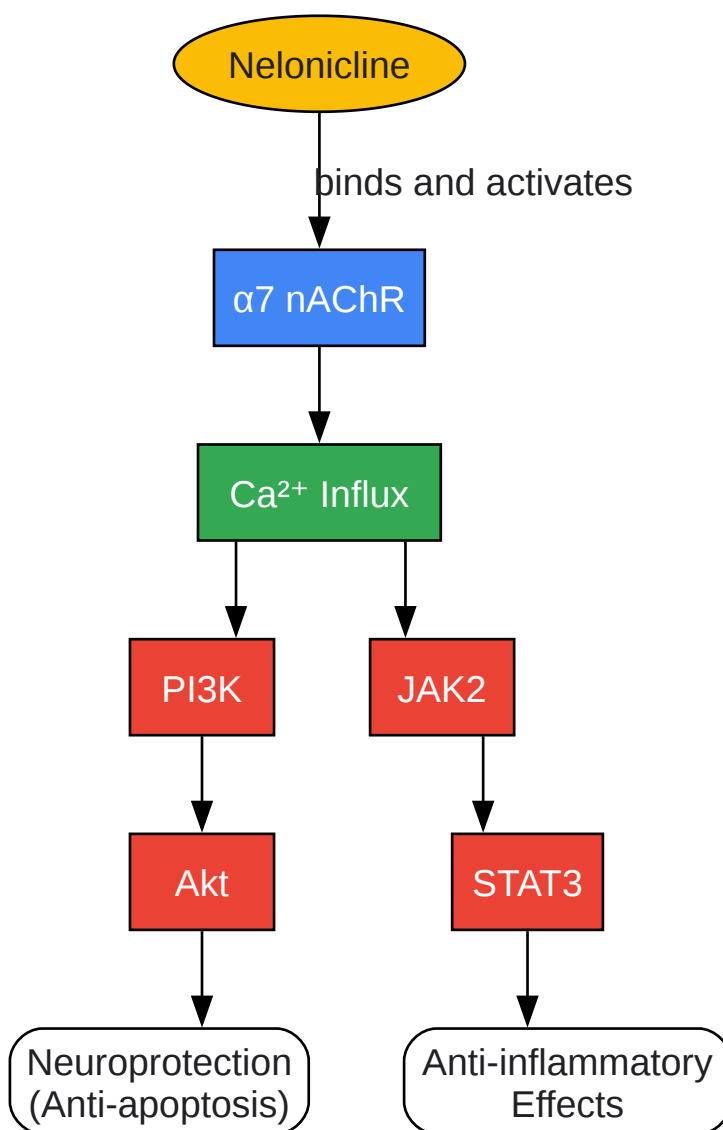 Nelonicline
binds and activates
α7 nAChR
Ca²⁺ Influx
PI3K
JAK2
Akt
STAT3
Neuroprotection
(Anti-apoptosis)
Anti-inflammatory
Effects